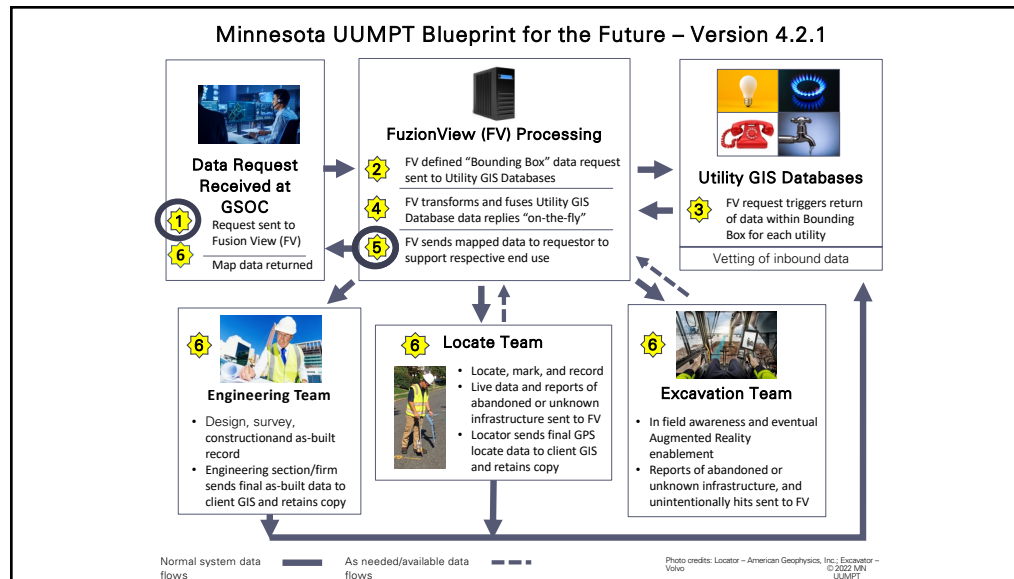 Minnesota UUMPT Blueprint for the Future – Version 4.2.1
Data Request
Received at
GSOC
1
Request sent to
Fusion View (FV)
6
Map data returned
FuzionView (FV) Processing
2
FV defined “Bounding Box” data request
sent to Utility GIS Databases
4
FV transforms and fuses Utility GIS
Database data replies “on-the-fly”
5
FV sends mapped data to requestor to
support respective end use
Utility GIS Databases
3
FV request triggers return
of data within Bounding
Box for each utility
Vetting of inbound data
6
Engineering Team
• Design, survey,
constructionand as-built
record
• Engineering section/firm
sends final as-built data to
client GIS and retains copy
6
Locate Team
• Locate, mark, and record
• Live data and reports of
abandoned or unknown
infrastructure sent to FV
• Locator sends final GPS
locate data to client GIS
and retains copy
6
Excavation Team
• In field awareness and eventual
Augmented Reality
enablement
• Reports of abandoned or
unknown infrastructure, and
unintentionally hits sent to FV
Normal system data
flows
As needed/available data
flows
Photo credits: Locator – American Geophysics, Inc.; Excavator –
Volvo
© 2022 MN
UUMPT